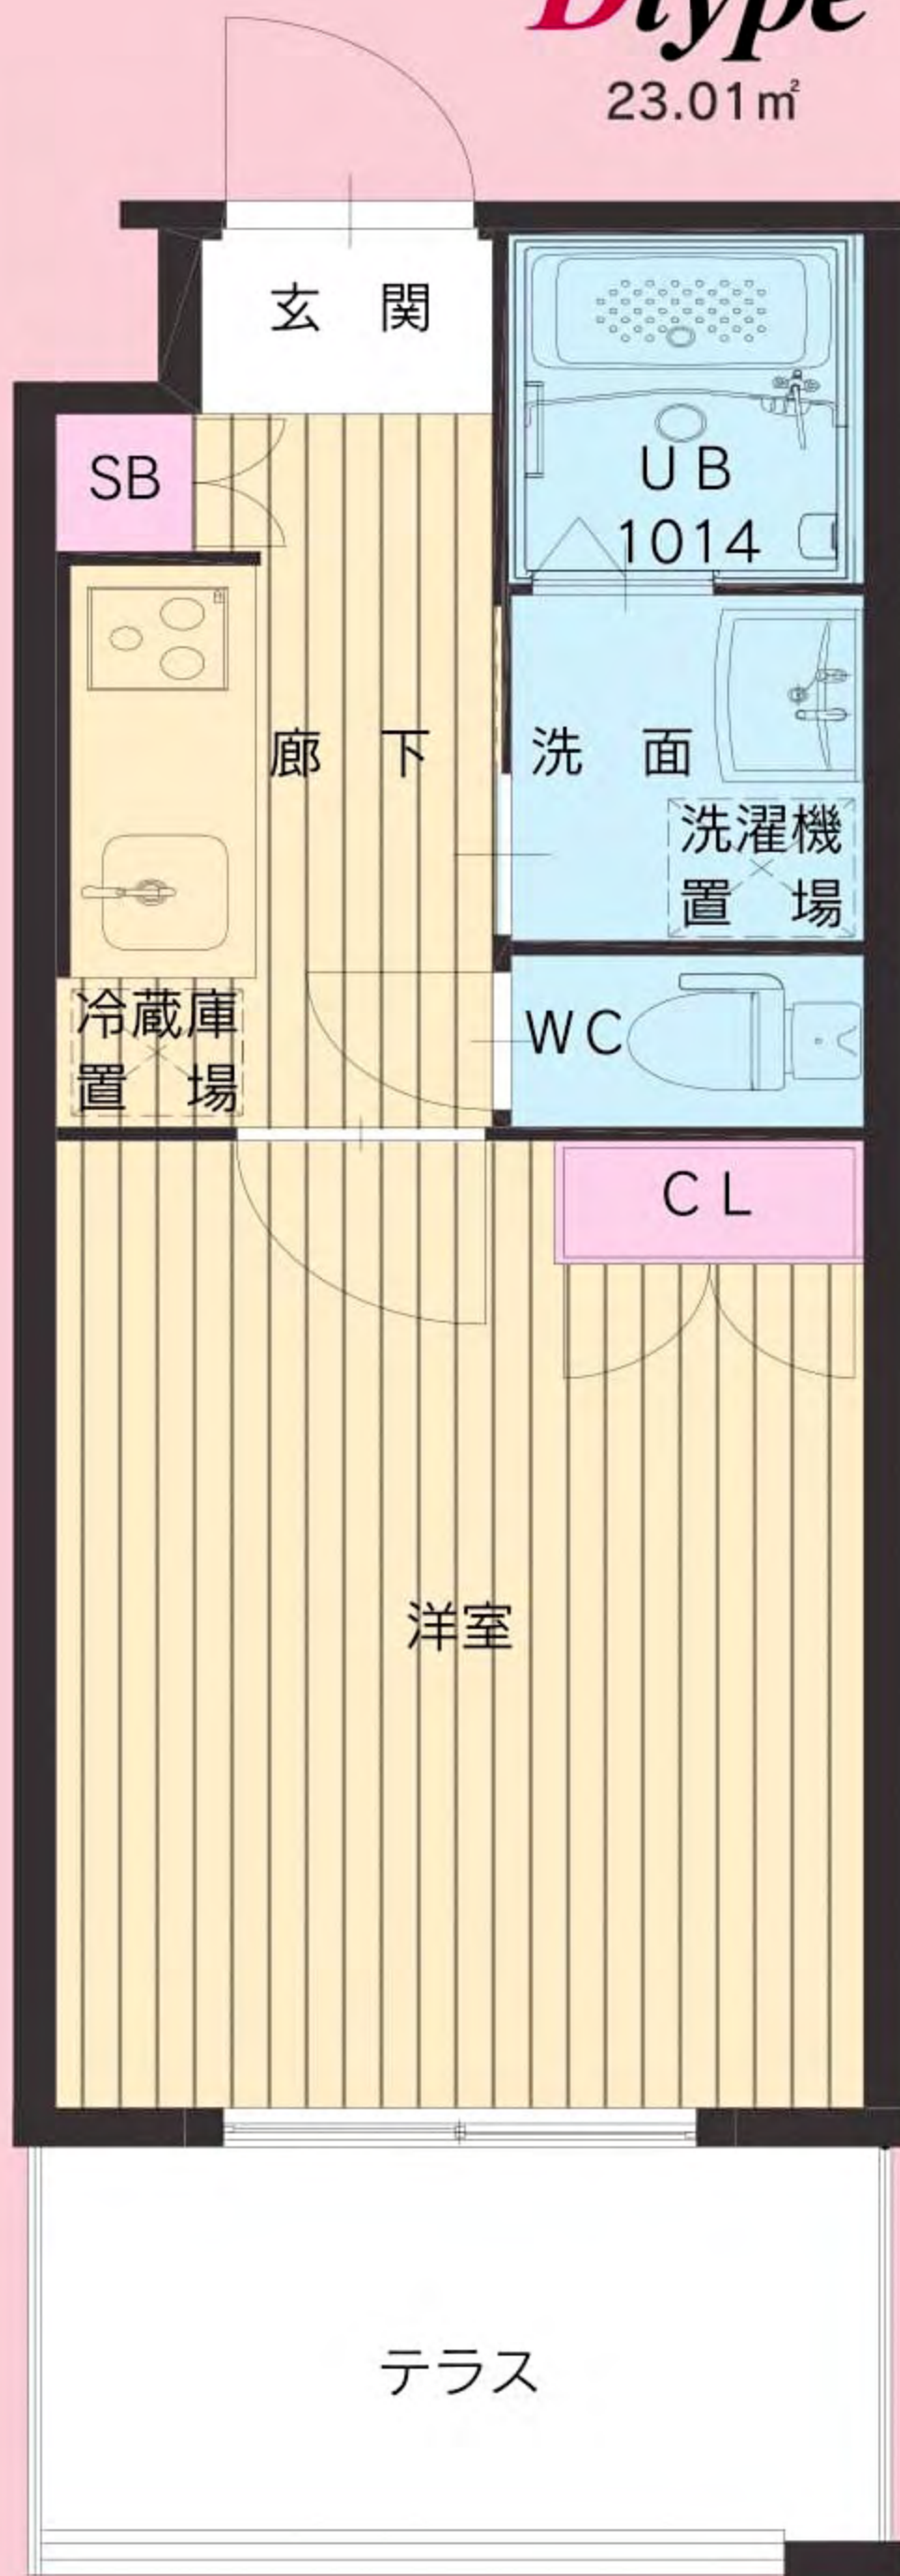 Dtype
23.01㎡
玄 関
SB
UB
1014
廊 下
洗 面
洗濯機
置 場
冷蔵庫
置 場
WC
CL
洋室
テラス